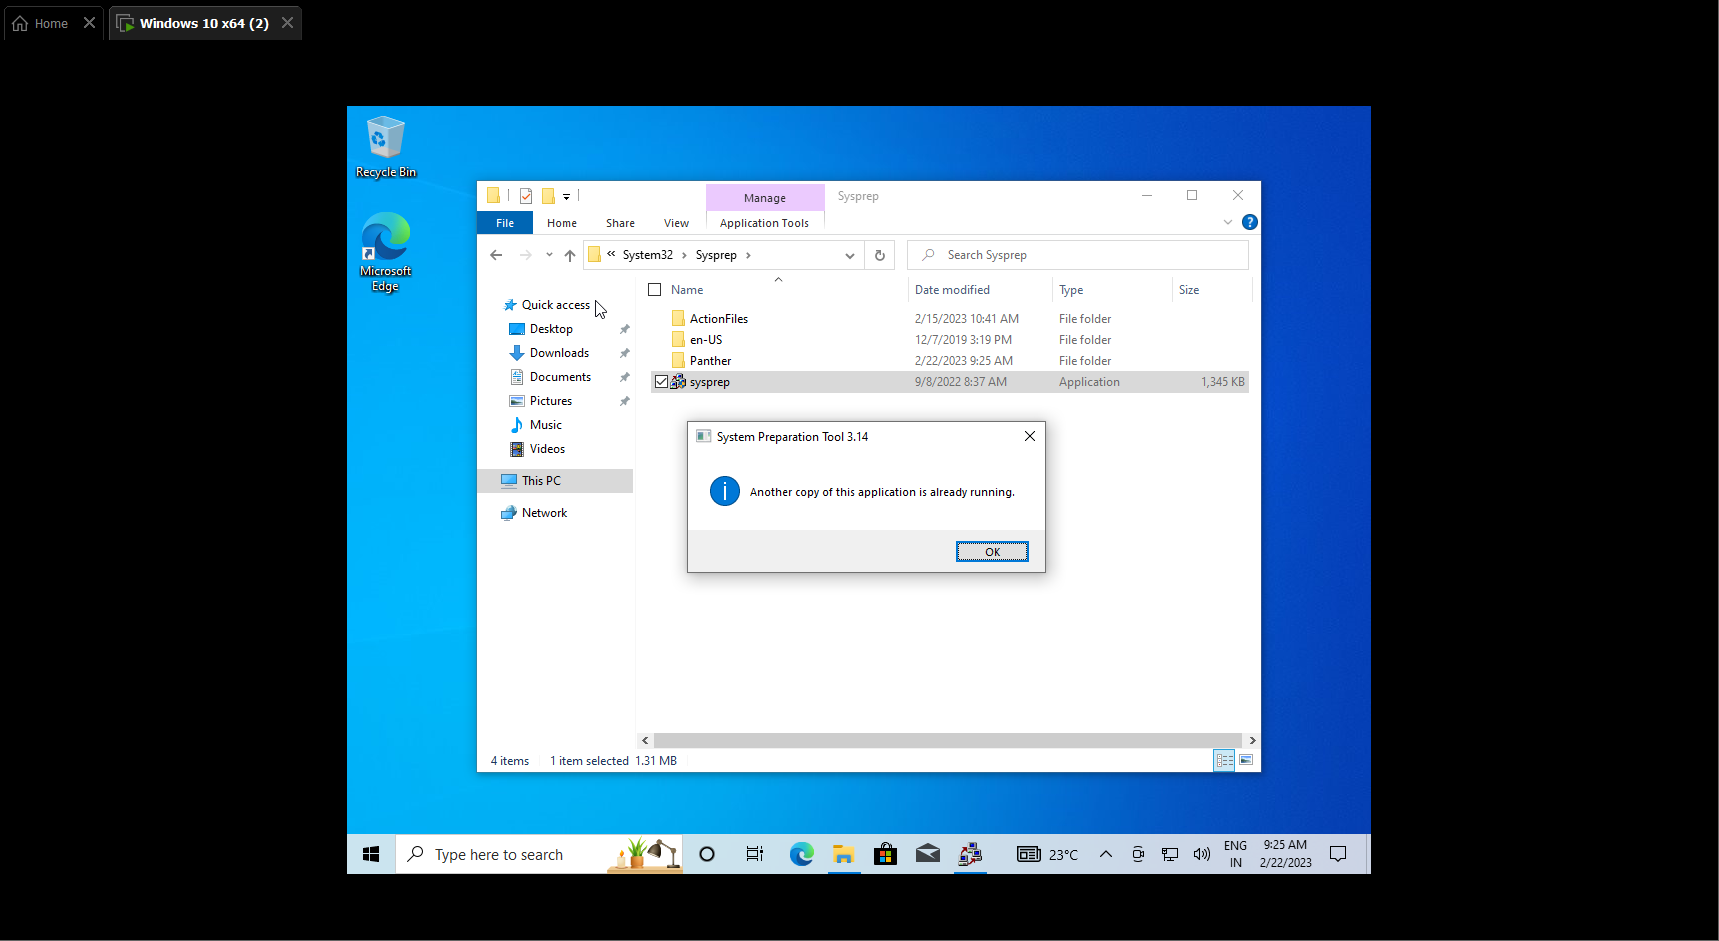 Home
Windows 10 x64 (2)
Recycle Bin
Microsoft
Edge
Manage
Sysprep
File
Home
Share
View
Application Tools
?
« System32 › Sysprep ›
Search Sysprep
Name
Date modified
Type
Size
Quick access
Desktop
Downloads
Documents
Pictures
Music
Videos
This PC
Network
ActionFiles
2/15/2023 10:41 AM
File folder
en-US
12/7/2019 3:19 PM
File folder
Panther
2/22/2023 9:25 AM
File folder
sysprep
9/8/2022 8:37 AM
Application
1,345 KB
System Preparation Tool 3.14
Another copy of this application is already running.
OK
4 items
1 item selected 1.31 MB
Type here to search
23°C
ENG
IN
9:25 AM
2/22/2023